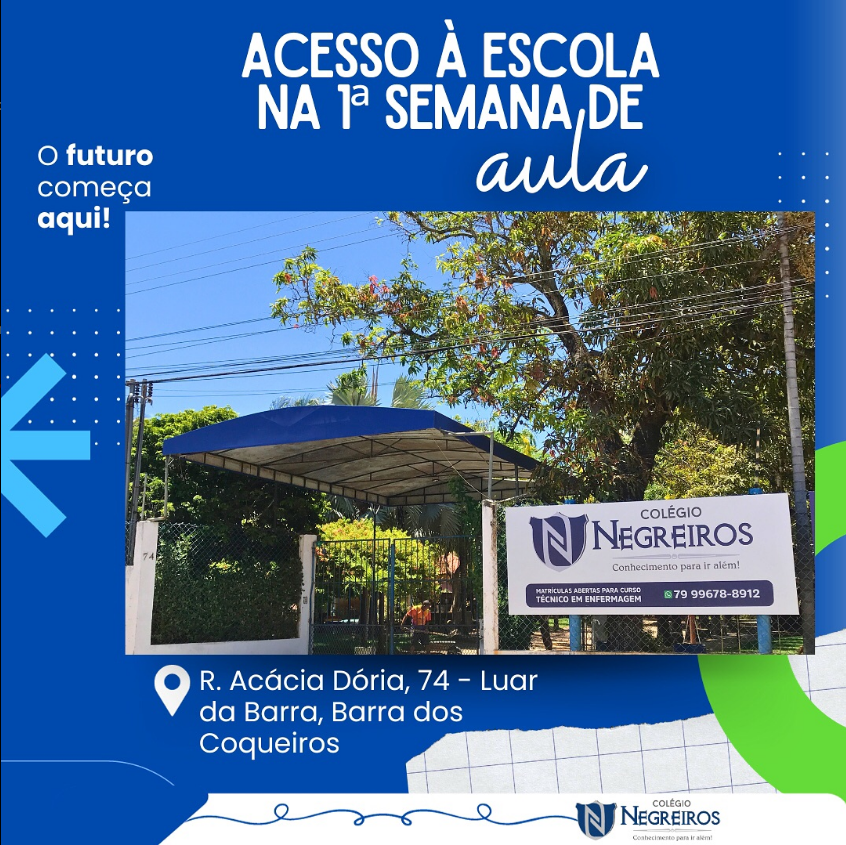 ACESSO À ESCOLA
NA 1ª SEMANA DE
aula
O futuro
começa
aqui!
74
COLÉGIO
NEGREIROS
Conhecimento para ir além!
MATRÍCULAS ABERTAS PARA CURSO
TÉCNICO EM ENFERMAGEM
79 99678-8912
R. Acácia Dória, 74 - Luar
da Barra, Barra dos
Coqueiros
COLÉGIO
NEGREIROS
Conhecimento para ir além!